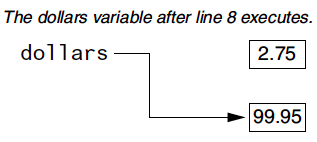 The dollars variable after line 8 executes.
dollars
2.75
99.95